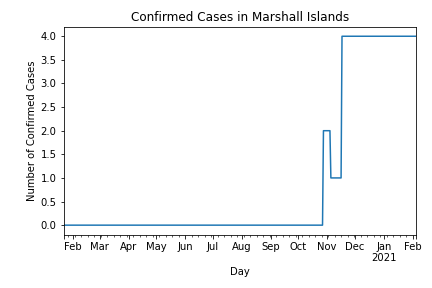 Confirmed Cases in Marshall Islands
Number of Confirmed Cases
4.0
3.5
3.0
2.5
2.0
1.5
1.0
0.5
0.0
Feb Mar Apr May Jun Jul Aug Sep Oct Nov Dec Jan Feb
2021
Day